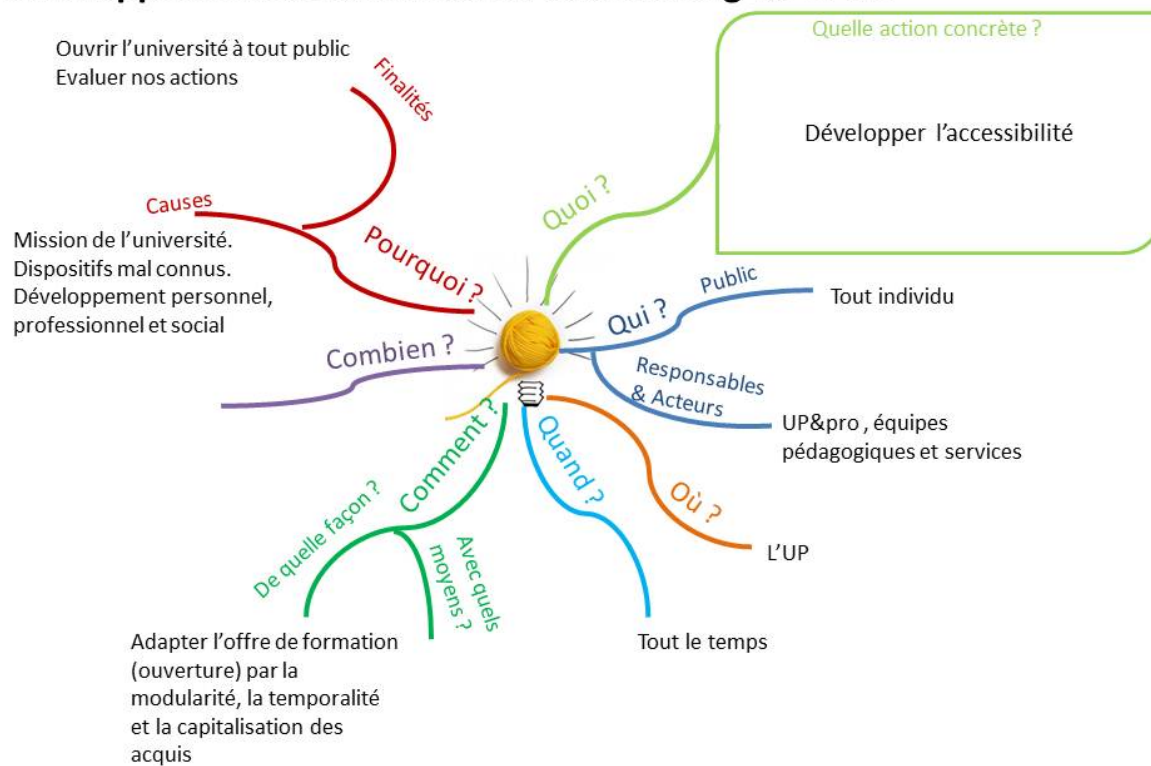 Ouvrir l'université à tout public
Evaluer nos actions
Finalités
Causes
Mission de l'université.
Dispositifs mal connus.
Développement personnel,
professionnel et social
Pourquoi ?
Quoi ?
Quelle action concrète ?
Développer l'accessibilité
Qui ?
Public
Tout individu
Responsables
& Acteurs
UP&pro , équipes
pédagogiques et services
Où ?
L'UP
Quand ?
Tout le temps
Comment ?
De quelle façon ?
Avec quels
moyens ?
Adapter l'offre de formation
(ouverture) par la
modularité, la temporalité
et la capitalisation des
acquis
Combien ?